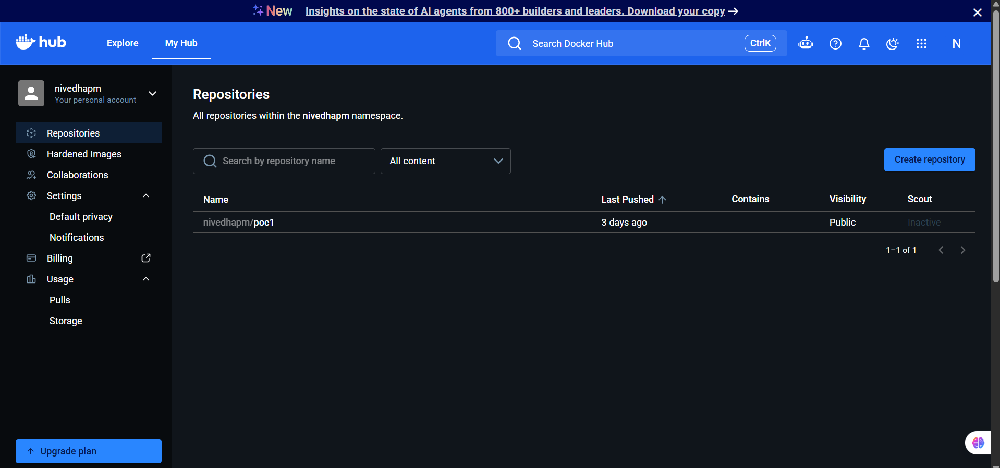 New Insights on the state of AI agents from 800+ builders and leaders. Download your copy →
hub Explore My Hub Search Docker Hub CtrlK N
nivedhapm
Your personal account
Repositories
Hardened Images
Collaborations
Settings
Default privacy
Notifications
Billing
Usage
Pulls
Storage
Upgrade plan
Repositories
All repositories within the nivedhapm namespace.
Search by repository name All content Create repository
Name Last Pushed Contains Visibility Scout
nivedhapm/poc1 3 days ago Public Inactive
1–1 of 1